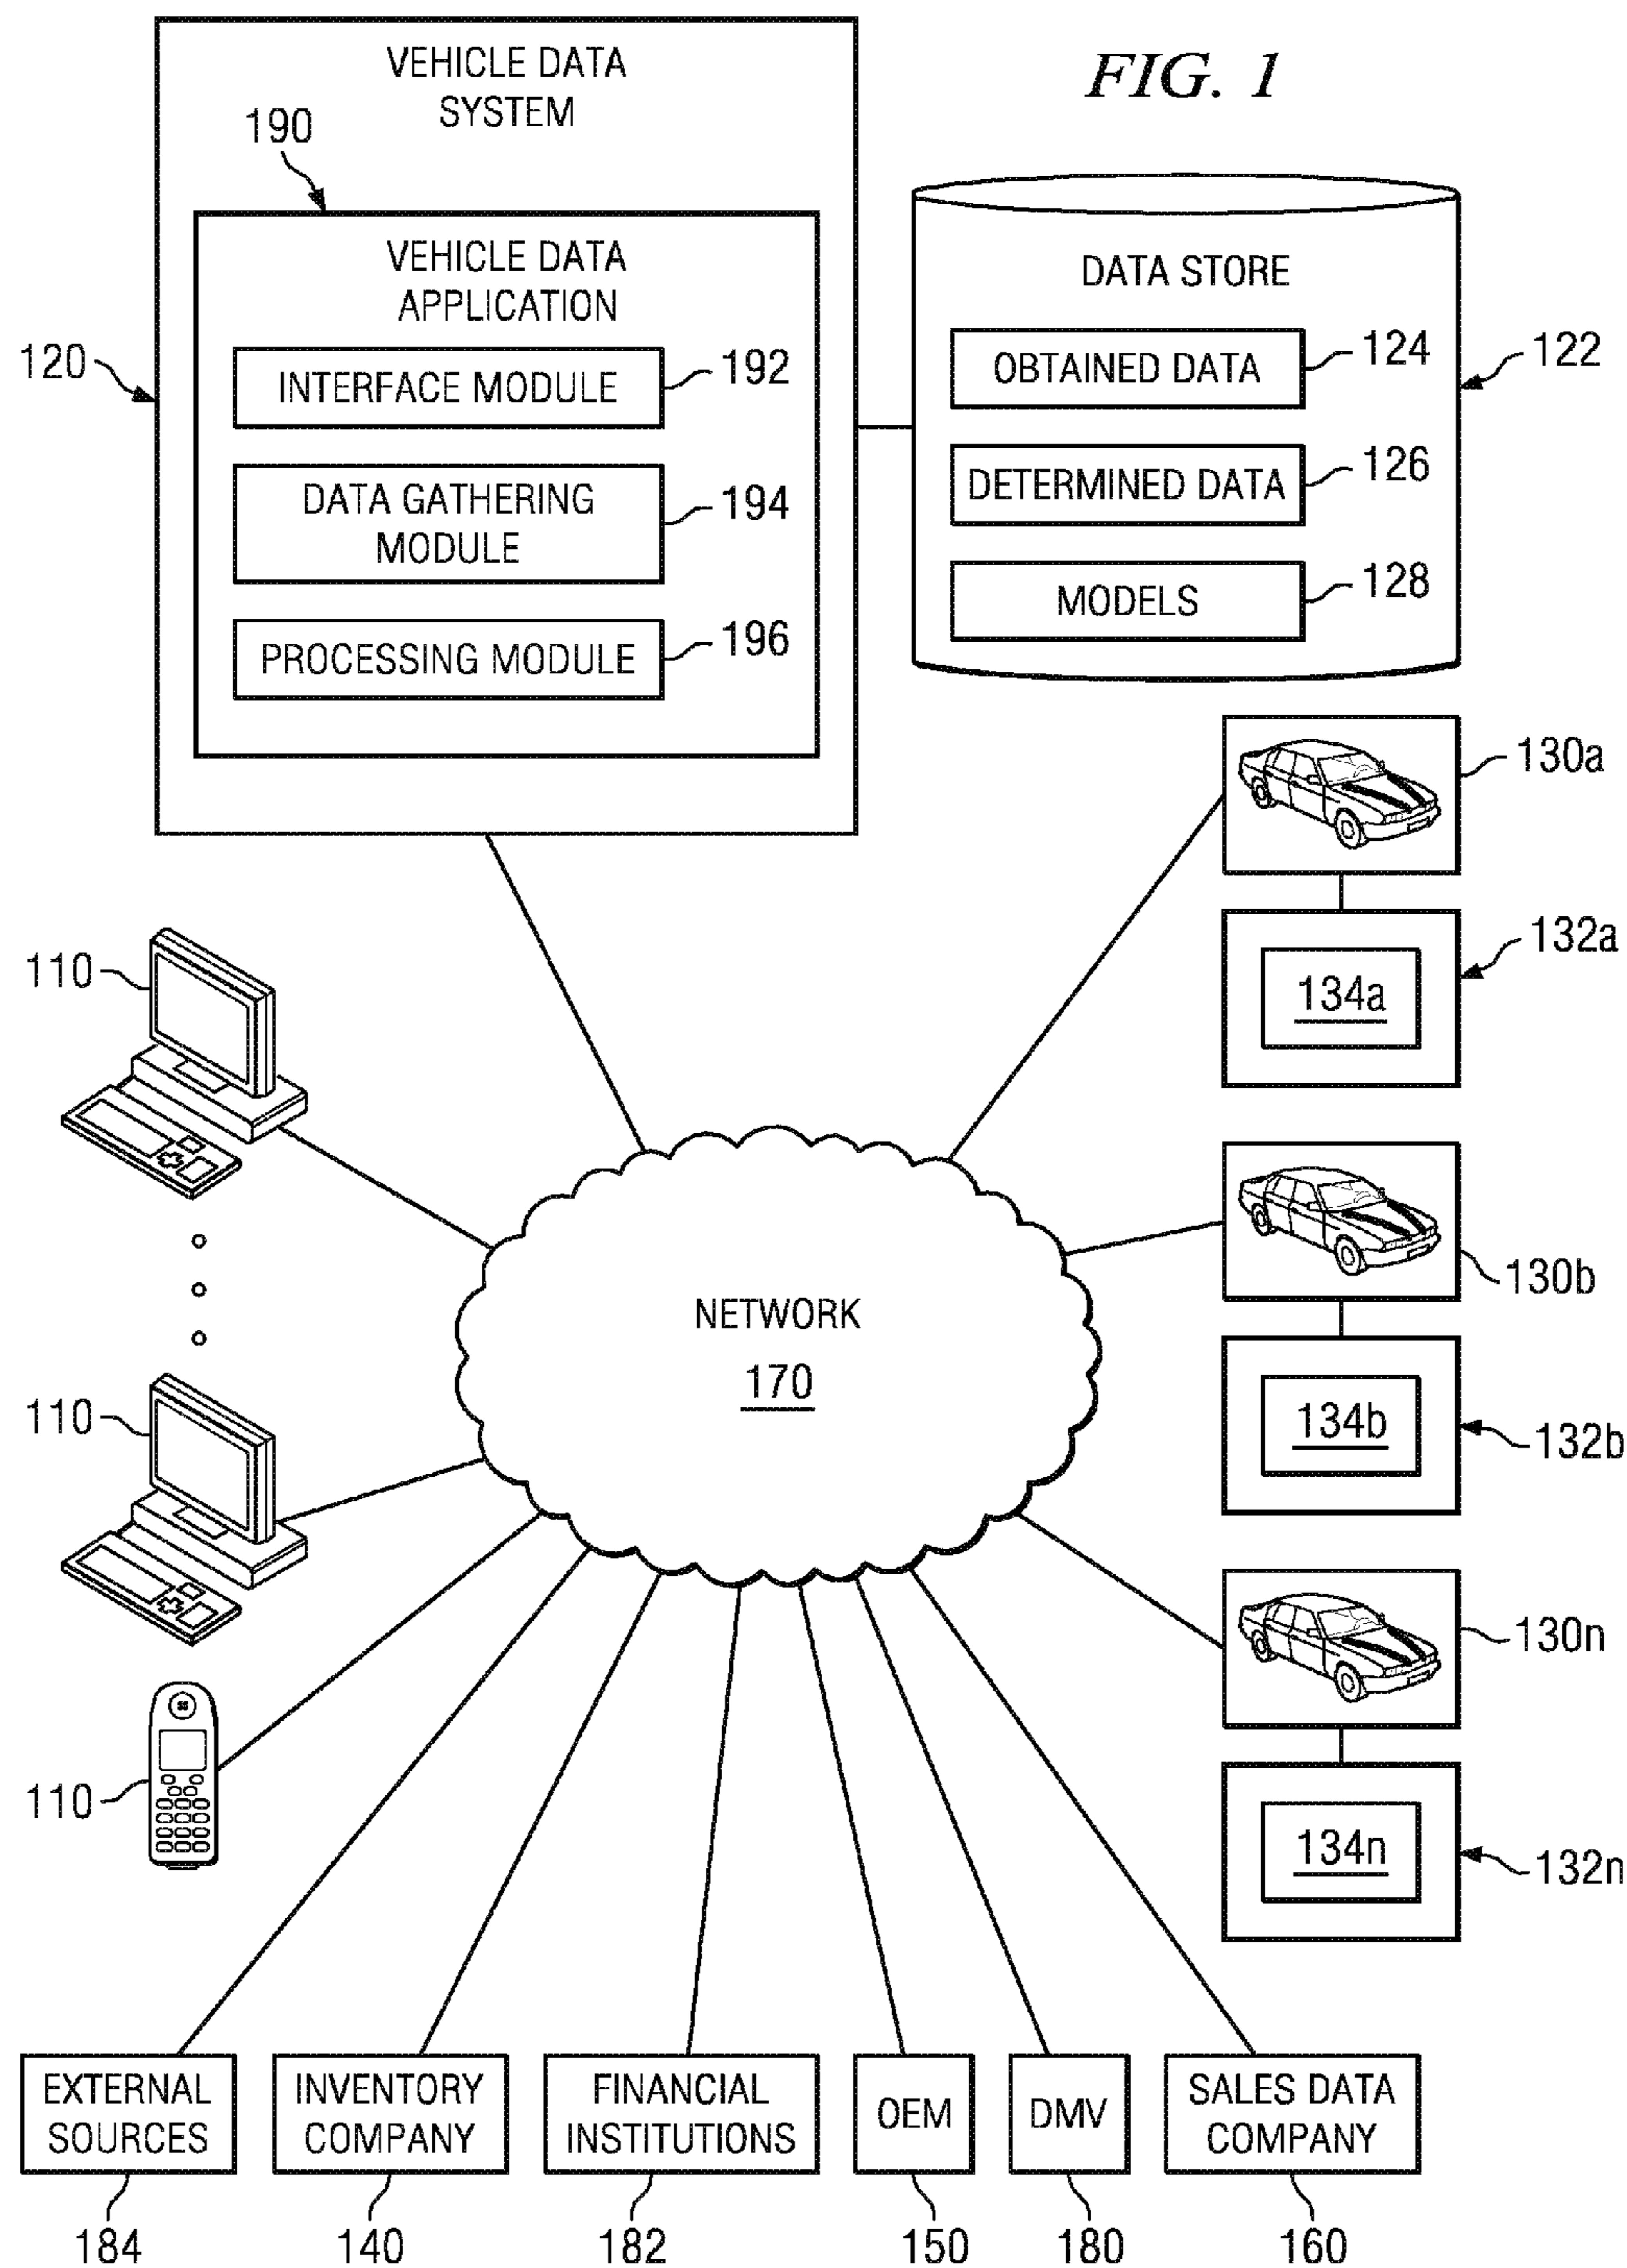 FIG. 1
VEHICLE DATA
SYSTEM
190
VEHICLE DATA
APPLICATION
120
INTERFACE MODULE
192
DATA GATHERING
MODULE
194
PROCESSING MODULE
196
DATA STORE
122
OBTAINED DATA
124
DETERMINED DATA
126
MODELS
128
130a
132a
134a
110
130b
NETWORK
170
110
134b
132b
130n
110
134n
132n
EXTERNAL
SOURCES
INVENTORY
COMPANY
FINANCIAL
INSTITUTIONS
OEM
DMV
SALES DATA
COMPANY
184
140
182
150
180
160